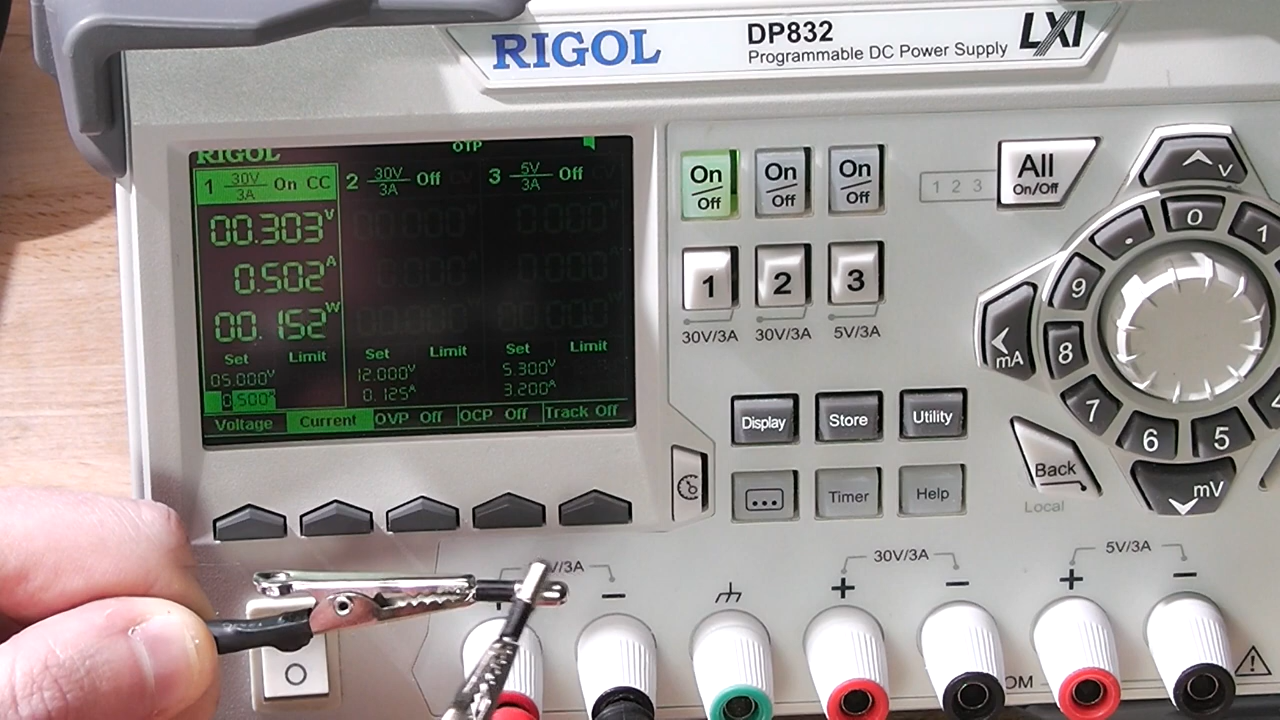 RIGOL
DP832
Programmable DC Power Supply
LXI
RIGOL OTP
1 30V/3A On CC
2 30V/3A Off
3 5V/3A Off
00.303V
0.502A
00.152W
Set Limit
05.000V
0.500A
Set Limit
12.000V
0.125A
Set Limit
5.300V
3.200A
Voltage Current OVP Off OCP Off Track Off
On/Off On/Off On/Off
1 2 3
All On/Off
1 2 3
30V/3A 30V/3A 5V/3A
Display Store Utility
Timer Help
V
mA
mV
. 0 1
9
8
7
6 5 4
Back
Local
V/3A
30V/3A
5V/3A
+ −
+ −
+ −
OM